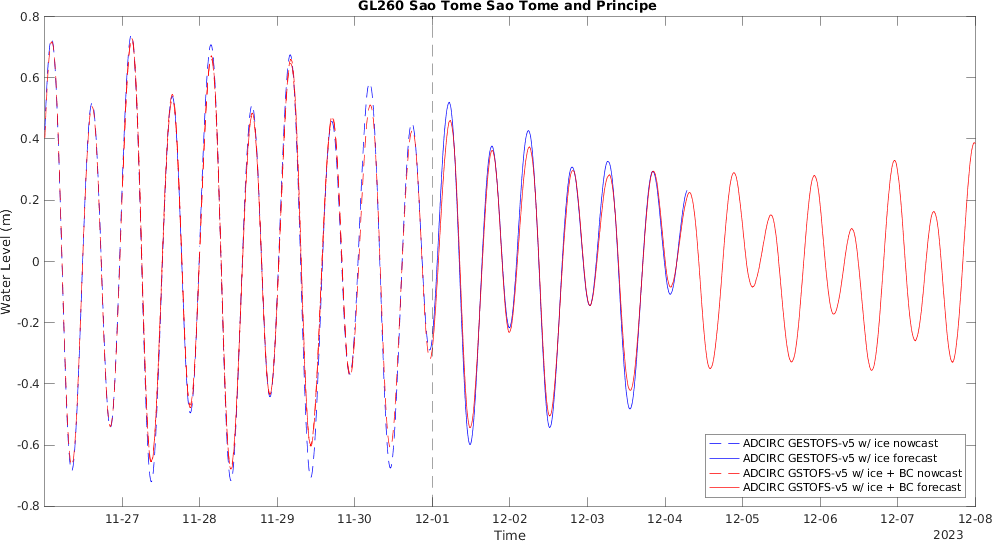 GL260 Sao Tome Sao Tome and Principe
0.8
0.6
0.4
0.2
0
-0.2
-0.4
-0.6
-0.8
Water Level (m)
ADCIRC GESTOFS-v5 w/ ice nowcast
ADCIRC GESTOFS-v5 w/ ice forecast
ADCIRC GSTOFS-v5 w/ ice + BC nowcast
ADCIRC GSTOFS-v5 w/ ice + BC forecast
11-27 11-28 11-29 11-30 12-01 12-02 12-03 12-04 12-05 12-06 12-07 12-08
Time
2023